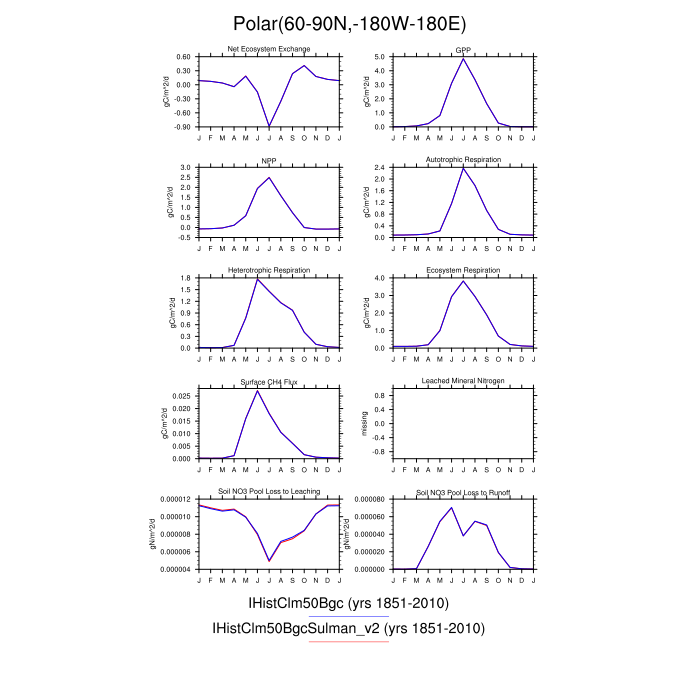 Polar(60-90N,-180W-180E)
Net Ecosystem Exchange
gC/m^2/d
0.60
0.30
0.00
-0.30
-0.60
-0.90
J F M A M J J A S O N D J
GPP
gC/m^2/d
5.0
4.0
3.0
2.0
1.0
0.0
J F M A M J J A S O N D J
NPP
gC/m^2/d
3.0
2.5
2.0
1.5
1.0
0.5
0.0
-0.5
J F M A M J J A S O N D J
Autotrophic Respiration
gC/m^2/d
2.4
2.0
1.6
1.2
0.8
0.4
0.0
J F M A M J J A S O N D J
Heterotrophic Respiration
gC/m^2/d
1.8
1.5
1.2
0.9
0.6
0.3
0.0
J F M A M J J A S O N D J
Ecosystem Respiration
gC/m^2/d
4.0
3.0
2.0
1.0
0.0
J F M A M J J A S O N D J
Surface CH4 Flux
gC/m^2/d
0.025
0.020
0.015
0.010
0.005
0.000
J F M A M J J A S O N D J
Leached Mineral Nitrogen
missing
0.8
0.4
-0.0
-0.4
-0.8
J F M A M J J A S O N D J
Soil NO3 Pool Loss to Leaching
gN/m^2/d
0.000012
0.000010
0.000008
0.000006
0.000004
J F M A M J J A S O N D J
Soil NO3 Pool Loss to Runoff
gN/m^2/d
0.000080
0.000060
0.000040
0.000020
0.000000
J F M A M J J A S O N D J
IHistClm50Bgc (yrs 1851-2010)
IHistClm50BgcSulman_v2 (yrs 1851-2010)